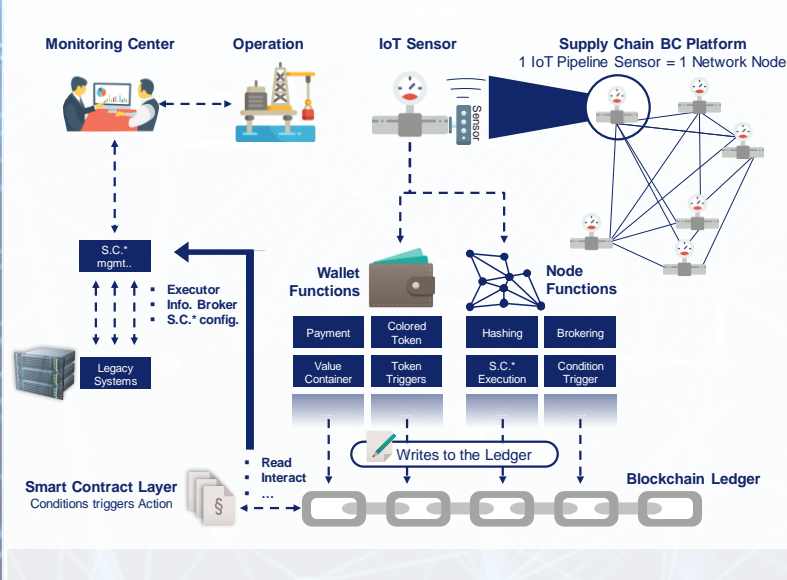 Monitoring Center
Operation
IoT Sensor
Supply Chain BC Platform
1 IoT Pipeline Sensor = 1 Network Node
Sensor
S.C.*
mgmt..
▪ Executor
▪ Info. Broker
▪ S.C.* config.
Legacy
Systems
Wallet
Functions
Node
Functions
Payment
Colored
Token
Hashing
Brokering
Value
Container
Token
Triggers
S.C.*
Execution
Condition
Trigger
...
...
...
...
Writes to the Ledger
▪ Read
▪ Interact
▪ ...
Smart Contract Layer
Conditions triggers Action
§
Blockchain Ledger